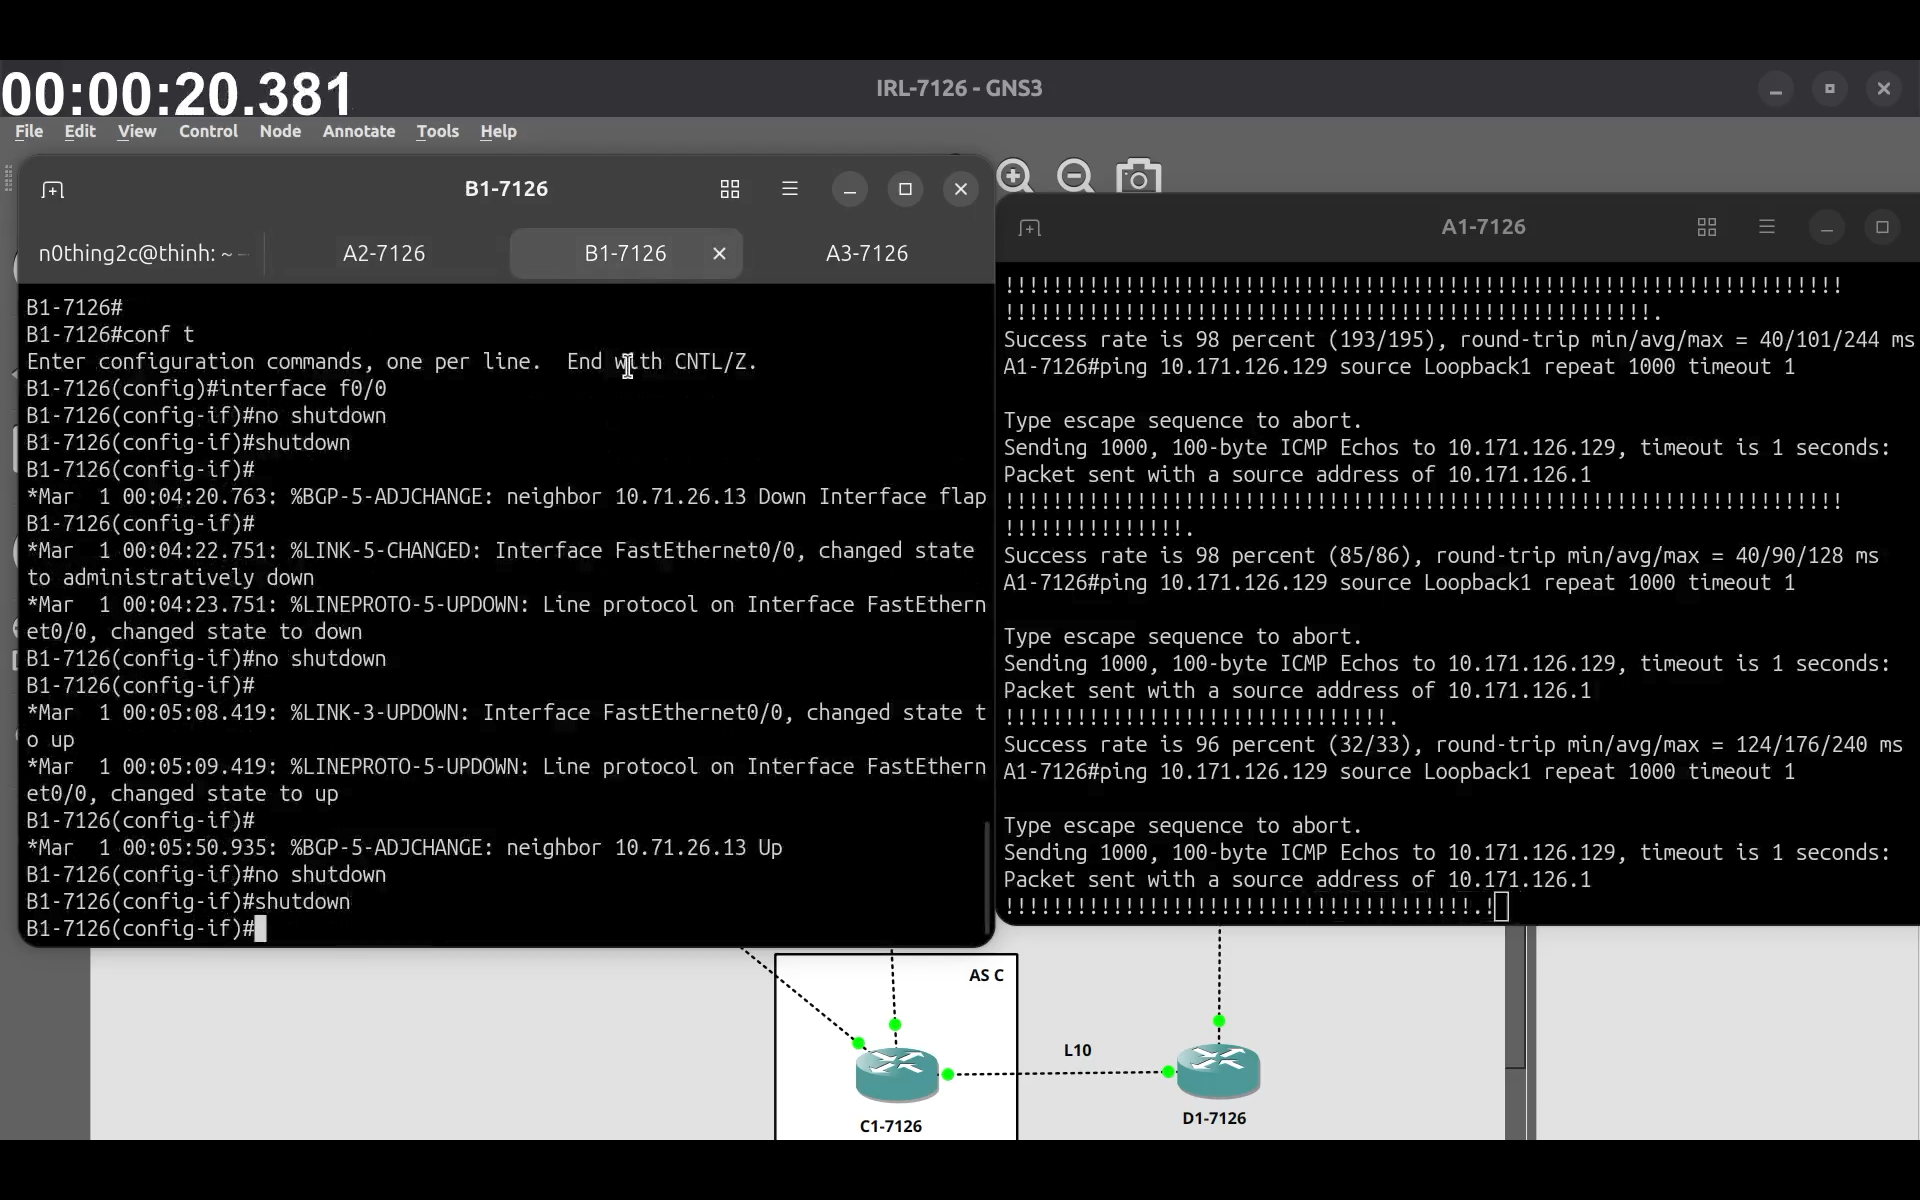 00:00:20.381
IRL-7126 - GNS3
File Edit View Control Node Annotate Tools Help
B1-7126
n0thing2c@thinh: ~ A2-7126 B1-7126 A3-7126
B1-7126#
B1-7126#conf t
Enter configuration commands, one per line.  End with CNTL/Z.
B1-7126(config)#interface f0/0
B1-7126(config-if)#no shutdown
B1-7126(config-if)#shutdown
B1-7126(config-if)#
*Mar  1 00:04:20.763: %BGP-5-ADJCHANGE: neighbor 10.71.26.13 Down Interface flap
B1-7126(config-if)#
*Mar  1 00:04:22.751: %LINK-5-CHANGED: Interface FastEthernet0/0, changed state
to administratively down
*Mar  1 00:04:23.751: %LINEPROTO-5-UPDOWN: Line protocol on Interface FastEthern
et0/0, changed state to down
B1-7126(config-if)#no shutdown
B1-7126(config-if)#
*Mar  1 00:05:08.419: %LINK-3-UPDOWN: Interface FastEthernet0/0, changed state t
o up
*Mar  1 00:05:09.419: %LINEPROTO-5-UPDOWN: Line protocol on Interface FastEthern
et0/0, changed state to up
B1-7126(config-if)#
*Mar  1 00:05:50.935: %BGP-5-ADJCHANGE: neighbor 10.71.26.13 Up
B1-7126(config-if)#no shutdown
B1-7126(config-if)#shutdown
B1-7126(config-if)#
A1-7126
!!!!!!!!!!!!!!!!!!!!!!!!!!!!!!!!!!!!!!!!!!!!!!!!!!!!!!!!!!!!!!!!!!!!!!
!!!!!!!!!!!!!!!!!!!!!!!!!!!!!!!!!!!!!!!!!!!!!!!!!!!!!!.
Success rate is 98 percent (193/195), round-trip min/avg/max = 40/101/244 ms
A1-7126#ping 10.171.126.129 source Loopback1 repeat 1000 timeout 1
Type escape sequence to abort.
Sending 1000, 100-byte ICMP Echos to 10.171.126.129, timeout is 1 seconds:
Packet sent with a source address of 10.171.126.1
!!!!!!!!!!!!!!!!!!!!!!!!!!!!!!!!!!!!!!!!!!!!!!!!!!!!!!!!!!!!!!!!!!!!!!
!!!!!!!!!!!!!!!.
Success rate is 98 percent (85/86), round-trip min/avg/max = 40/90/128 ms
A1-7126#ping 10.171.126.129 source Loopback1 repeat 1000 timeout 1
Type escape sequence to abort.
Sending 1000, 100-byte ICMP Echos to 10.171.126.129, timeout is 1 seconds:
Packet sent with a source address of 10.171.126.1
!!!!!!!!!!!!!!!!!!!!!!!!!!!!!!!!.
Success rate is 96 percent (32/33), round-trip min/avg/max = 124/176/240 ms
A1-7126#ping 10.171.126.129 source Loopback1 repeat 1000 timeout 1
Type escape sequence to abort.
Sending 1000, 100-byte ICMP Echos to 10.171.126.129, timeout is 1 seconds:
Packet sent with a source address of 10.171.126.1
!!!!!!!!!!!!!!!!!!!!!!!!!!!!!!!!!!!!!!!.!
AS C
L10
C1-7126
D1-7126